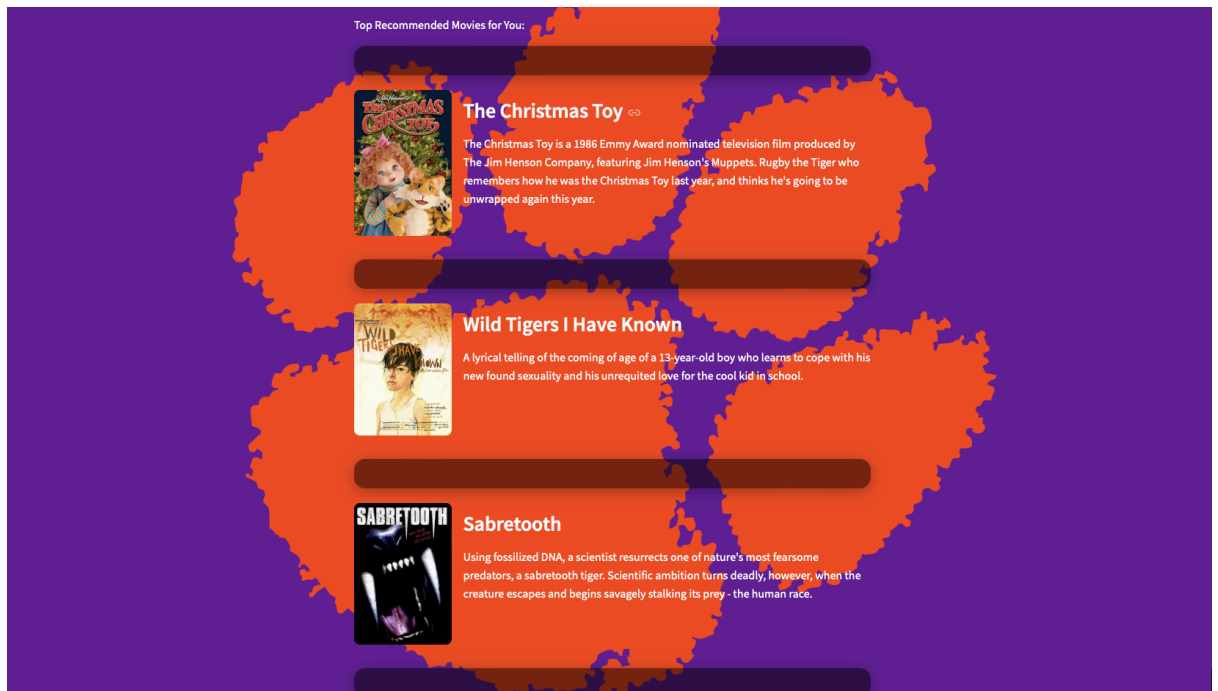 Top Recommended Movies for You:
The CHRISTMAS TOY
The Christmas Toy
The Christmas Toy is a 1986 Emmy Award nominated television film produced by
The Jim Henson Company, featuring Jim Henson's Muppets. Rugby the Tiger who
remembers how he was the Christmas Toy last year, and thinks he's going to be
unwrapped again this year.
WILD
TIGERS
I HAVE
KNOWN
Wild Tigers I Have Known
A lyrical telling of the coming of age of a 13-year-old boy who learns to cope with his
new found sexuality and his unrequited love for the cool kid in school.
SABRETOOTH
Sabretooth
Using fossilized DNA, a scientist resurrects one of nature's most fearsome
predators, a sabretooth tiger. Scientific ambition turns deadly, however, when the
creature escapes and begins savagely stalking its prey - the human race.